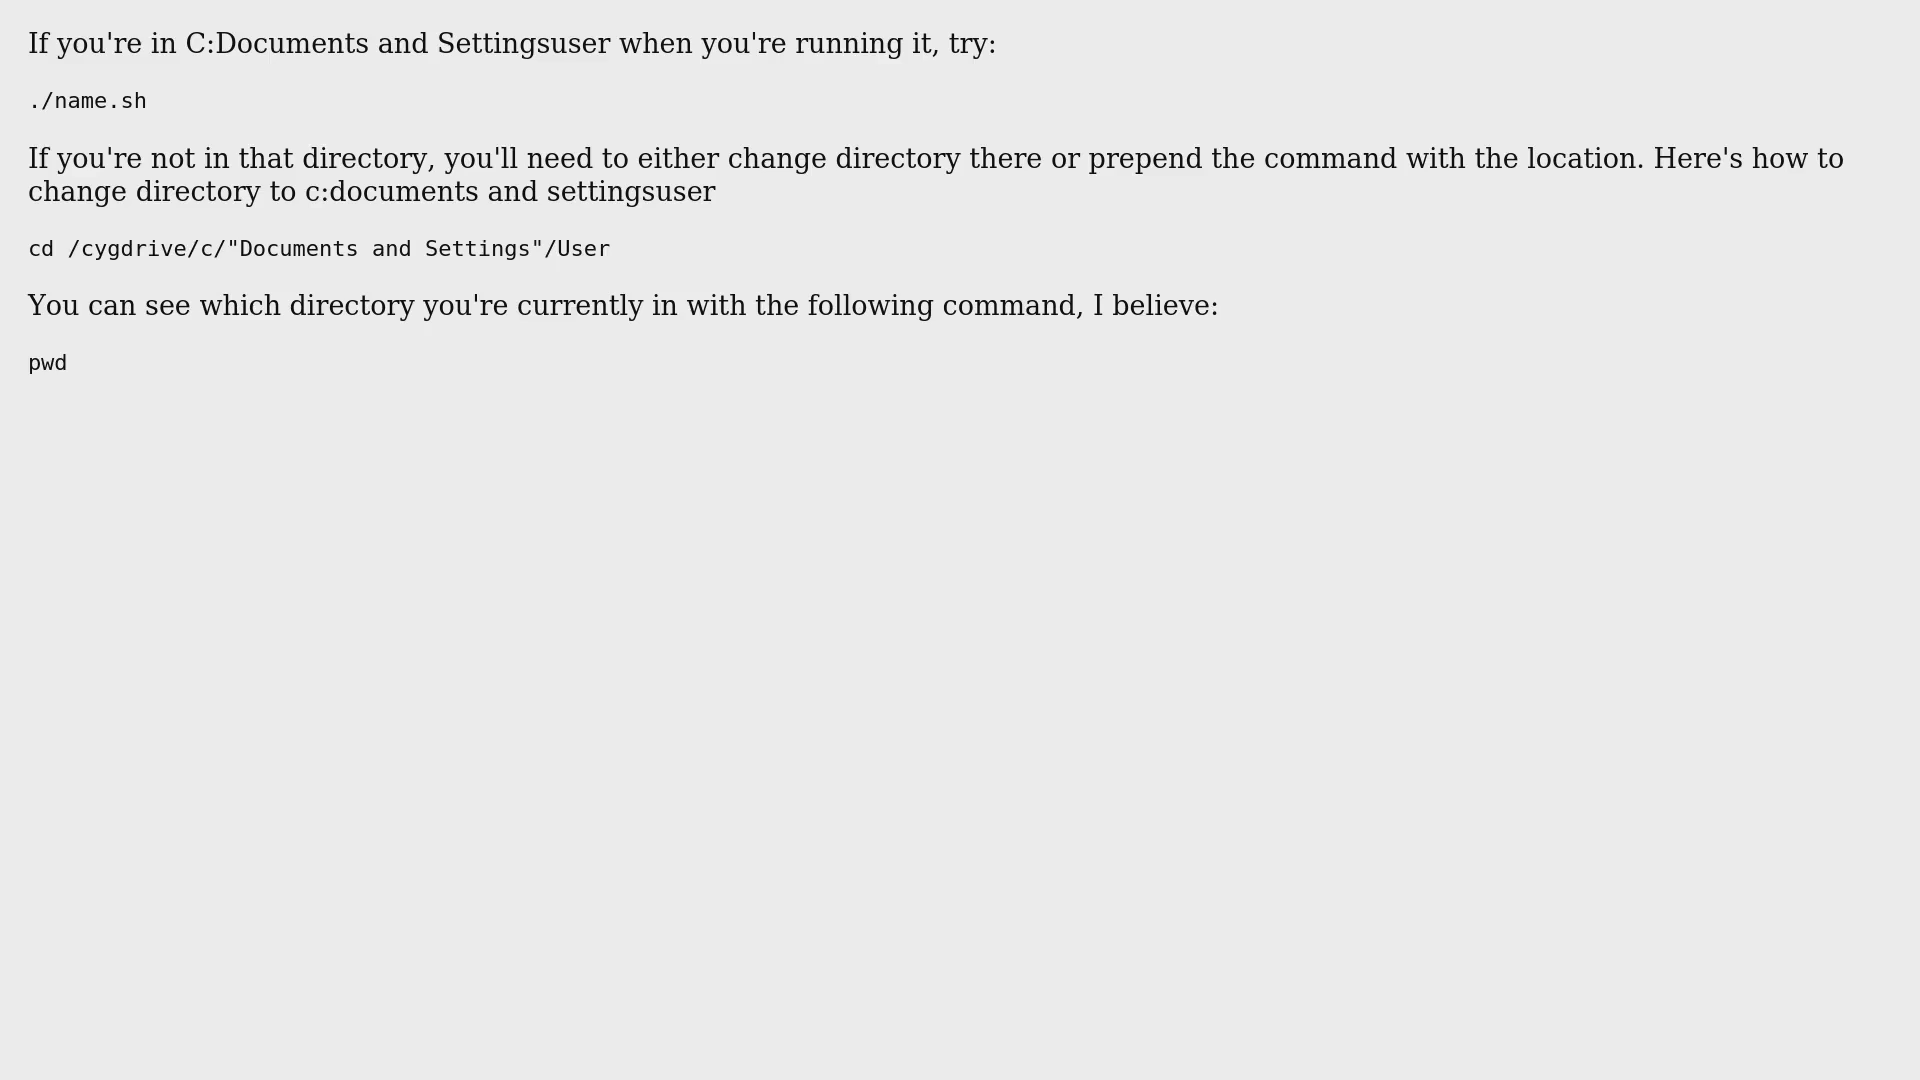 If you're in C:Documents and Settingsuser when you're running it, try:
./name.sh
If you're not in that directory, you'll need to either change directory there or prepend the command with the location. Here's how to
change directory to c:documents and settingsuser
cd /cygdrive/c/"Documents and Settings"/User
You can see which directory you're currently in with the following command, I believe:
pwd